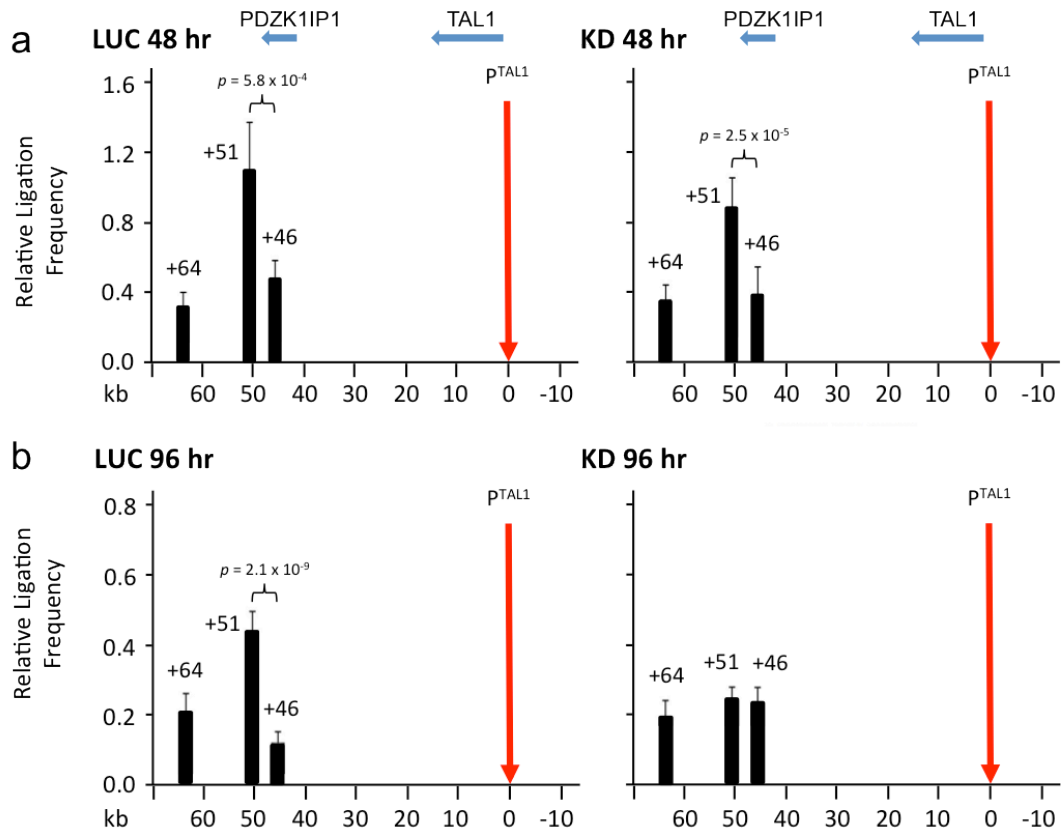 a
PDZK1IP1 TAL1 PDZK1IP1 TAL1
LUC 48 hr KD 48 hr
Relative Ligation
Frequency
1.6
1.2
0.8
0.4
0.0
p = 5.8 x 10-4
+64
+51
+46
PTAL1
kb 60 50 40 30 20 10 0 -10
p = 2.5 x 10-5
+64
+51
+46
PTAL1
60 50 40 30 20 10 0 -10
b
LUC 96 hr KD 96 hr
Relative Ligation
Frequency
0.8
0.6
0.4
0.2
0.0
p = 2.1 x 10-9
+64
+51
+46
PTAL1
kb 60 50 40 30 20 10 0 -10
+64
+51
+46
PTAL1
60 50 40 30 20 10 0 -10